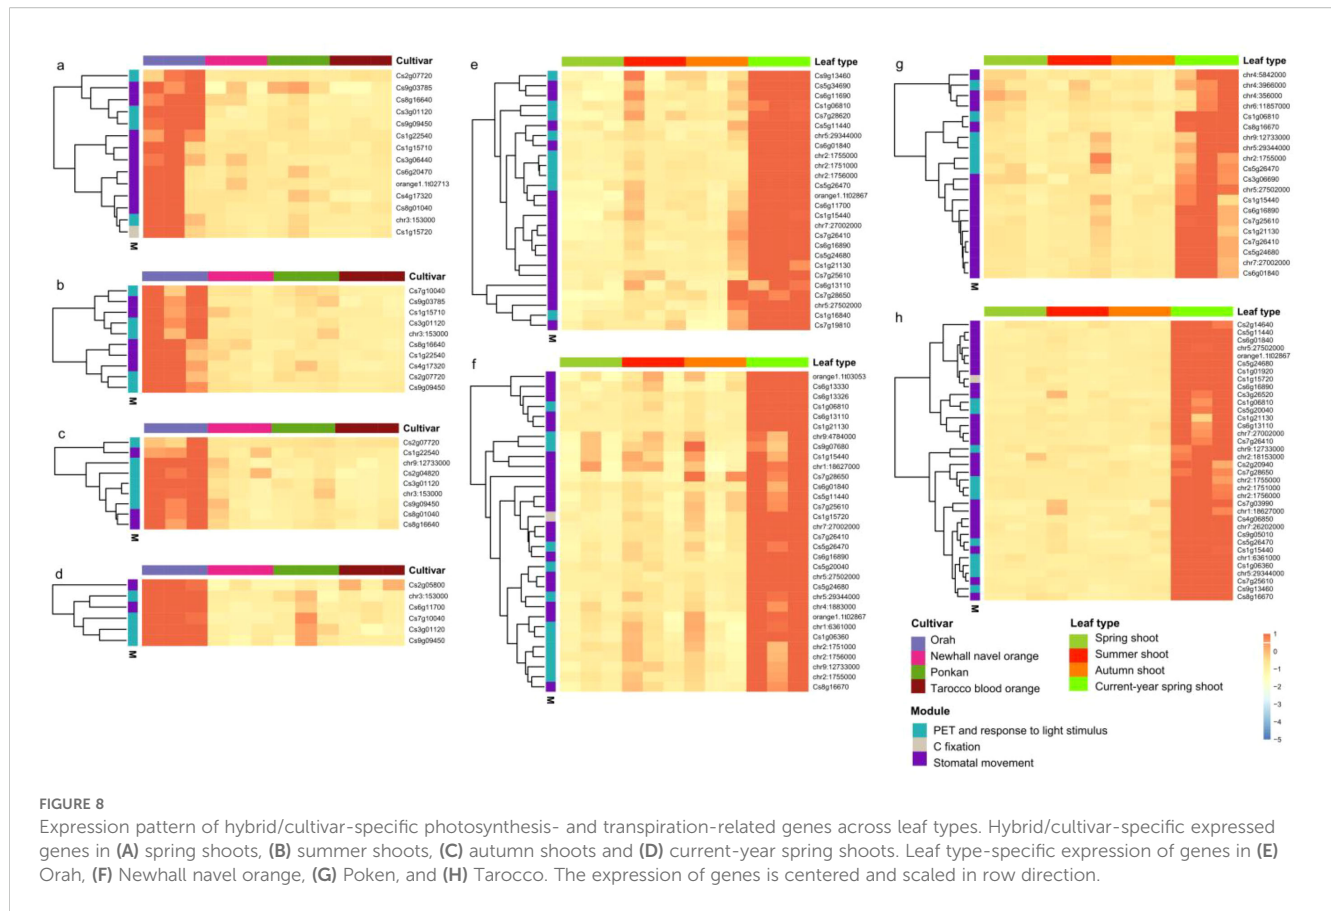 a
Cultivar
Cs2g07720
Cs9g03785
Cs8g16640
Cs3g01120
Cs9g09450
Cs1g22540
Cs1g15710
Cs3g06440
Cs6g20470
orange1.1t02713
Cs4g17320
Cs8g01040
chr3:153000
Cs1g15720
M
b
Cultivar
Cs7g10040
Cs9g03785
Cs1g15710
Cs3g01120
chr3:153000
Cs8g16640
Cs1g22540
Cs4g17320
Cs2g07720
Cs9g09450
M
c
Cultivar
Cs2g07720
Cs1g22540
chr9:12733000
Cs2g04820
Cs3g01120
chr3:153000
Cs9g09450
Cs8g01040
Cs8g16640
M
d
Cultivar
Cs2g05800
chr3:153000
Cs6g11700
Cs7g10040
Cs3g01120
Cs9g09450
M
e
Leaf type
Cs9g13460
Cs5g34690
Cs6g11690
Cs1g06810
Cs7g28620
Cs5g11440
chr5:29344000
Cs6g01840
chr2:1755000
chr2:1751000
chr2:1756000
Cs5g26470
orange1.1t02867
Cs6g11700
Cs1g15440
chr7:27002000
Cs7g26410
Cs6g16890
Cs5g24680
Cs1g21130
Cs7g25610
Cs6g13110
Cs7g28650
chr5:27502000
Cs1g16840
Cs7g19810
M
f
Leaf type
orange1.1t03053
Cs6g13330
Cs6g13326
Cs1g06810
Cs6g13110
Cs1g21130
chr9:4784000
Cs9g07680
Cs1g15440
chr1:18627000
Cs7g28650
Cs6g01840
Cs5g11440
Cs7g25610
Cs1g15720
chr7:27002000
Cs7g26410
Cs5g26470
Cs6g16890
Cs5g20040
chr5:27502000
Cs5g24680
chr5:29344000
chr4:1883000
orange1.1t02867
chr1:6361000
Cs1g06360
chr2:1751000
chr2:1756000
chr9:12733000
chr2:1755000
Cs8g16670
M
g
Leaf type
chr4:5842000
chr4:3966000
chr4:356000
chr6:11857000
Cs1g06810
Cs8g16670
chr9:12733000
chr5:29344000
chr2:1755000
Cs5g26470
Cs3g06690
chr5:27502000
Cs1g15440
Cs6g16890
Cs7g25610
Cs1g21130
Cs7g26410
Cs5g24680
chr7:27002000
Cs6g01840
M
h
Leaf type
Cs2g14640
Cs5g11440
Cs6g01840
chr5:27502000
orange1.1t02867
Cs5g24680
Cs1g01920
Cs1g15720
Cs6g16890
Cs3g26520
Cs1g06810
Cs5g20040
Cs1g21130
Cs6g13110
chr7:27002000
Cs7g26410
chr9:12733000
chr2:18153000
Cs2g20940
Cs7g28650
chr2:1755000
chr2:1751000
chr2:1756000
Cs7g03990
chr1:18627000
Cs4g06850
chr7:26202000
Cs9g05010
Cs5g26470
Cs1g15440
chr1:6361000
Cs1g06360
chr5:29344000
Cs7g25610
Cs9g13460
Cs8g16670
M
Cultivar
Orah
Newhall navel orange
Ponkan
Tarocco blood orange
Leaf type
Spring shoot
Summer shoot
Autumn shoot
Current-year spring shoot
Module
PET and response to light stimulus
C fixation
Stomatal movement
1
0
−1
−2
−3
−4
−5
FIGURE 8
Expression pattern of hybrid/cultivar-specific photosynthesis- and transpiration-related genes across leaf types. Hybrid/cultivar-specific expressed
genes in (A) spring shoots, (B) summer shoots, (C) autumn shoots and (D) current-year spring shoots. Leaf type-specific expression of genes in (E)
Orah, (F) Newhall navel orange, (G) Poken, and (H) Tarocco. The expression of genes is centered and scaled in row direction.